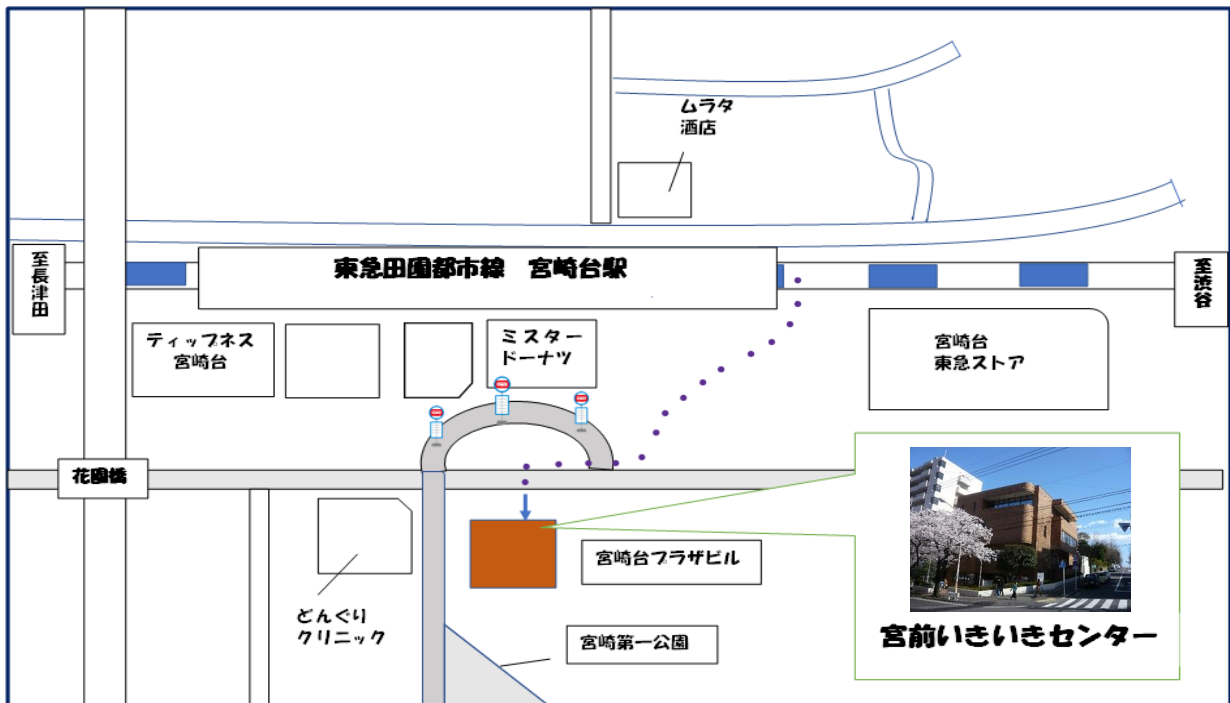 ムラタ
酒店
至長津田
東急田園都市線　宮崎台駅
至渋谷
ティップネス
宮崎台
ミスター
ドーナツ
宮崎台
東急ストア
花園橋
宮崎台プラザビル
どんぐり
クリニック
宮崎第一公園
宮前いきいきセンター